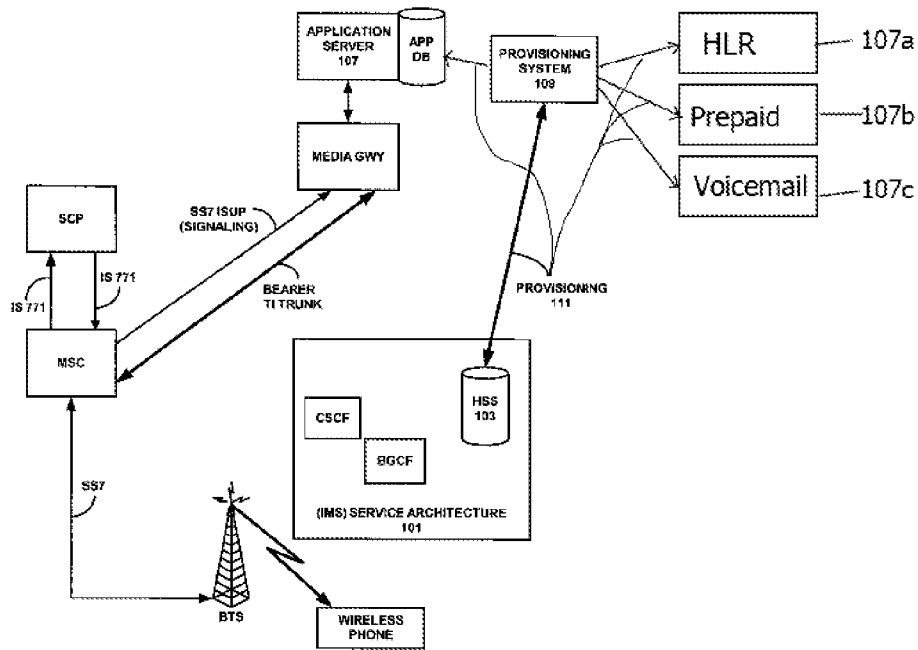 APPLICATION
SERVER
107
APP
DB
PROVISIONING
SYSTEM
109
HLR
107a
Prepaid
107b
Voicemail
107c
MEDIA GWY
SCP
SS7 ISUP
(SIGNALING)
IS 771
IS 771
BEARER
TI TRUNK
PROVISIONING
111
MSC
HSS
103
CSCF
BGCF
SS7
(IMS) SERVICE ARCHITECTURE
101
BTS
WIRELESS
PHONE